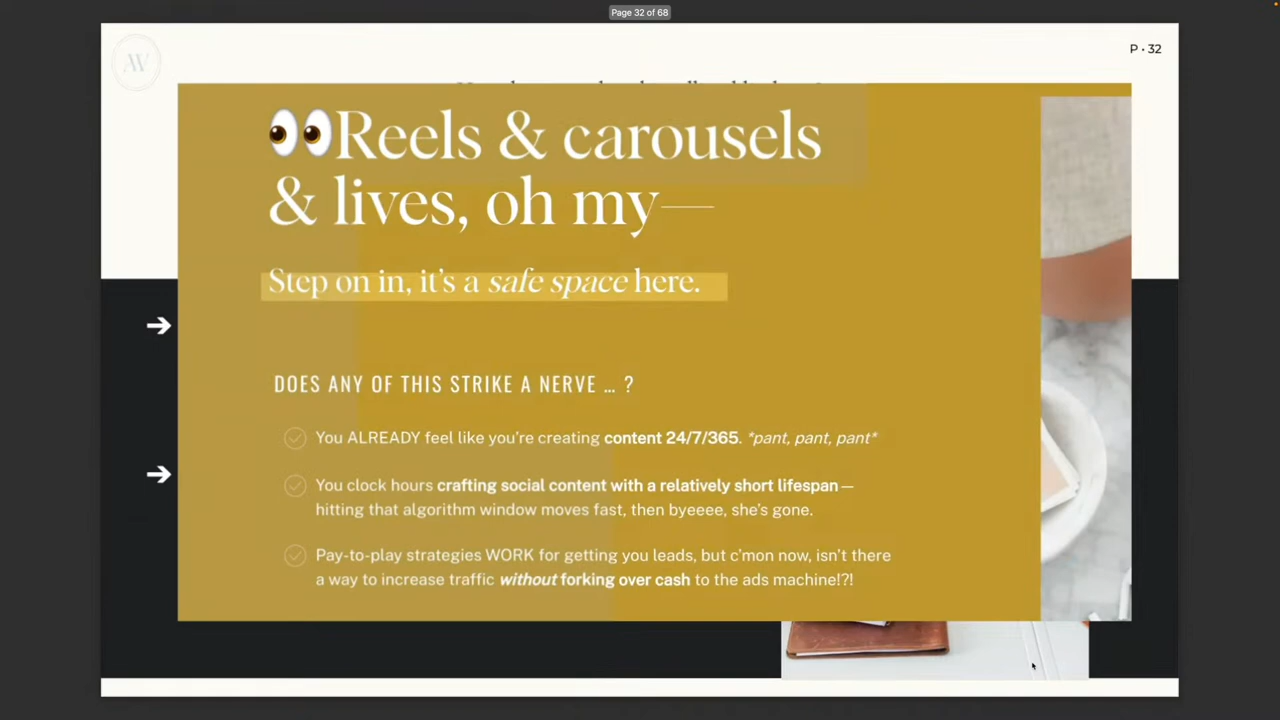 Page 32 of 68
AW
P · 32
👀Reels & carousels
& lives, oh my—
Step on in, it's a safe space here.
DOES ANY OF THIS STRIKE A NERVE … ?
You ALREADY feel like you're creating content 24/7/365. *pant, pant, pant*
You clock hours crafting social content with a relatively short lifespan—
hitting that algorithm window moves fast, then byeeee, she's gone.
Pay-to-play strategies WORK for getting you leads, but c'mon now, isn't there
a way to increase traffic without forking over cash to the ads machine!?!